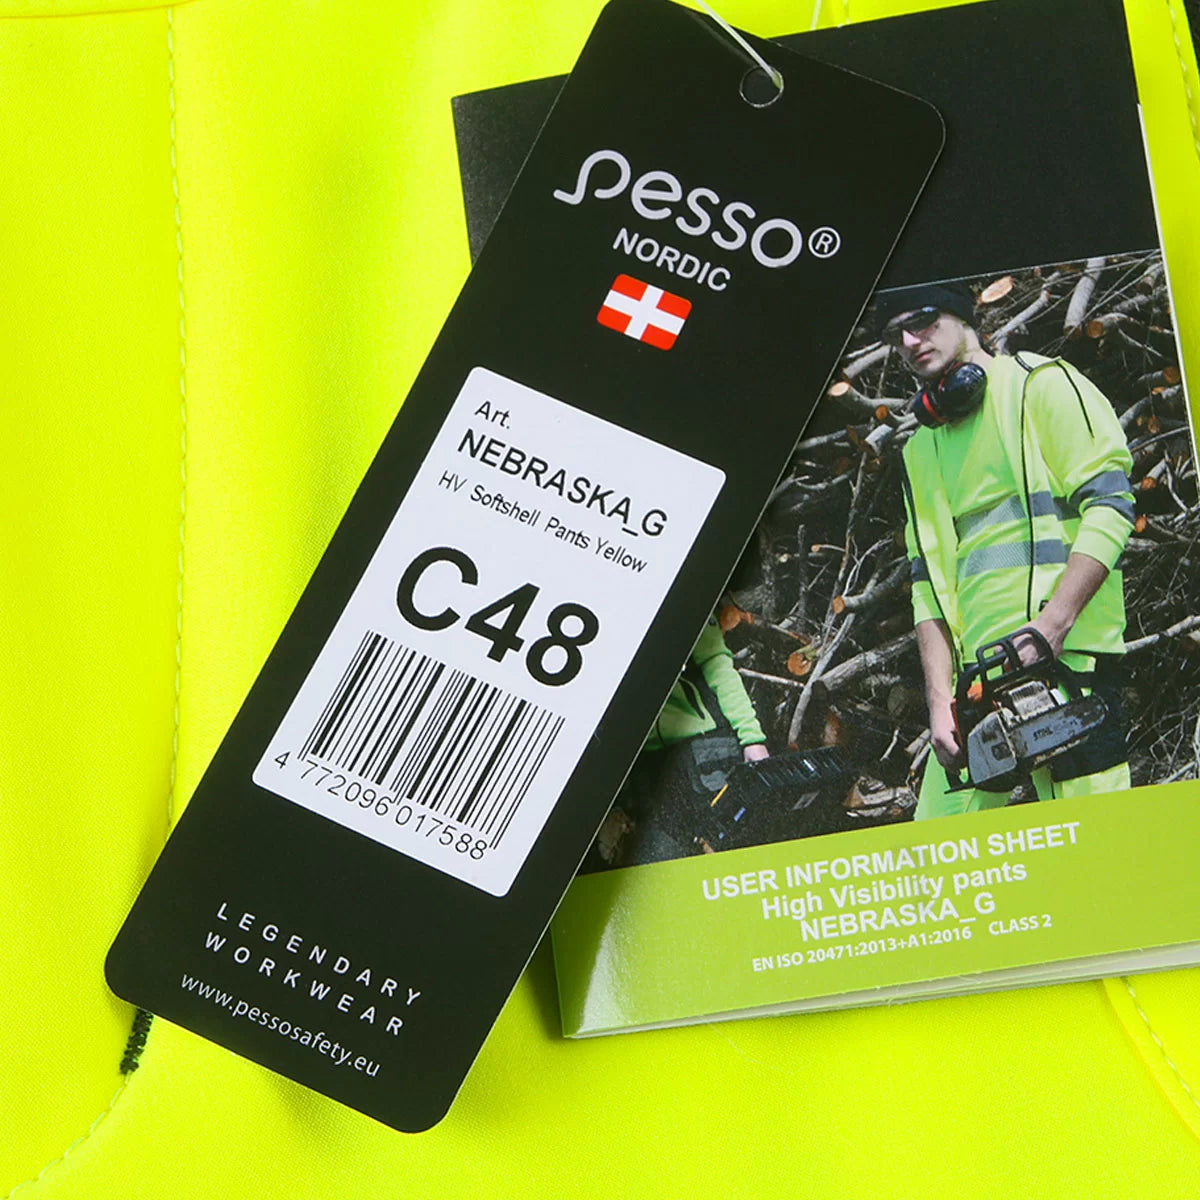 pesso®
NORDIC
Art.
NEBRASKA_G
HV Softshell Pants Yellow
C48
4 772096 017588
LEGENDARY
WORKWEAR
www.pessosafety.eu
STIHL
USER INFORMATION SHEET
High Visibility pants
NEBRASKA_G
EN ISO 20471:2013+A1:2016 CLASS 2